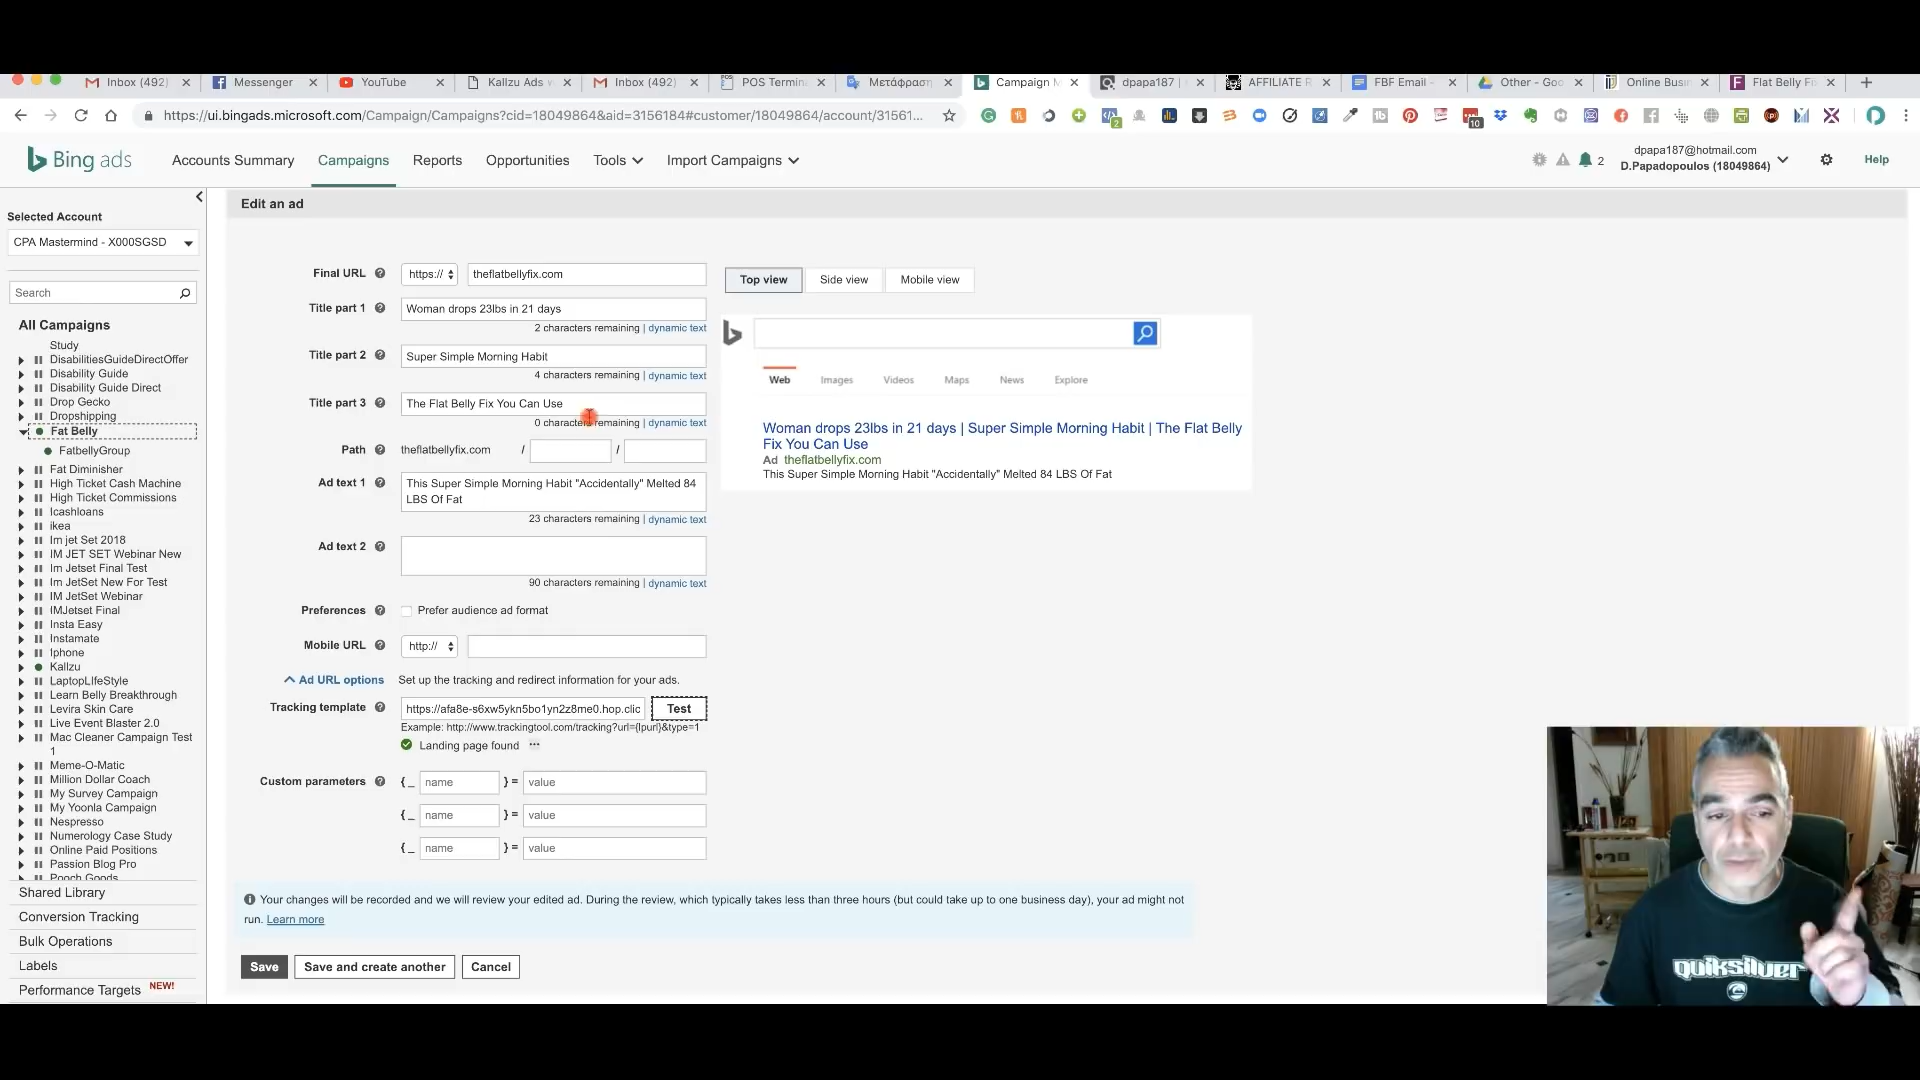 Inbox (492)
Messenger
YouTube
Kallzu Ads
Inbox (492)
POS Termin
Μετάφραση
Campaign M
dpapa187 |
AFFILIATE R
FBF Email -
Other - Goo
Online Busin
Flat Belly Fi
https://ui.bingads.microsoft.com/Campaign/Campaigns?cid=18049864&aid=3156184#customer/18049864/account/31561...
2
10
Bing ads
Accounts Summary
Campaigns
Reports
Opportunities
Tools
Import Campaigns
2
dpapa187@hotmail.com
D.Papadopoulos (18049864)
Help
Selected Account
CPA Mastermind - X000SGSD
Search
All Campaigns
Study
DisabilitiesGuideDirectOffer
Disability Guide
Disability Guide Direct
Drop Gecko
Dropshipping
Fat Belly
FatbellyGroup
Fat Diminisher
High Ticket Cash Machine
High Ticket Commissions
Icashloans
ikea
Im jet Set 2018
IM JET SET Webinar New
Im Jetset Final Test
Im JetSet New For Test
IM JetSet Webinar
IMJetset Final
Insta Easy
Instamate
Iphone
Kallzu
LaptopLIfeStyle
Learn Belly Breakthrough
Levira Skin Care
Live Event Blaster 2.0
Mac Cleaner Campaign Test
1
Meme-O-Matic
Million Dollar Coach
My Survey Campaign
My Yoonla Campaign
Nespresso
Numerology Case Study
Online Paid Positions
Passion Blog Pro
Pooch Goods
Shared Library
Conversion Tracking
Bulk Operations
Labels
Performance Targets NEW!
Edit an ad
Final URL https:// theflatbellyfix.com
Title part 1 Woman drops 23lbs in 21 days
2 characters remaining | dynamic text
Title part 2 Super Simple Morning Habit
4 characters remaining | dynamic text
Title part 3 The Flat Belly Fix You Can Use
0 characters remaining | dynamic text
Path theflatbellyfix.com / /
Ad text 1 This Super Simple Morning Habit "Accidentally" Melted 84
LBS Of Fat
23 characters remaining | dynamic text
Ad text 2
90 characters remaining | dynamic text
Preferences Prefer audience ad format
Mobile URL http://
Ad URL options Set up the tracking and redirect information for your ads.
Tracking template https://afa8e-s6xw5ykn5bo1yn2z8me0.hop.clic Test
Example: http://www.trackingtool.com/tracking?url={lpurl}&type=1
Landing page found ...
Custom parameters {_ name } = value
{_ name } = value
{_ name } = value
Top view
Side view
Mobile view
Web
Images
Videos
Maps
News
Explore
Woman drops 23lbs in 21 days | Super Simple Morning Habit | The Flat Belly
Fix You Can Use
Ad theflatbellyfix.com
This Super Simple Morning Habit "Accidentally" Melted 84 LBS Of Fat
Your changes will be recorded and we will review your edited ad. During the review, which typically takes less than three hours (but could take up to one business day), your ad might not
run. Learn more
Save
Save and create another
Cancel
quiksilver